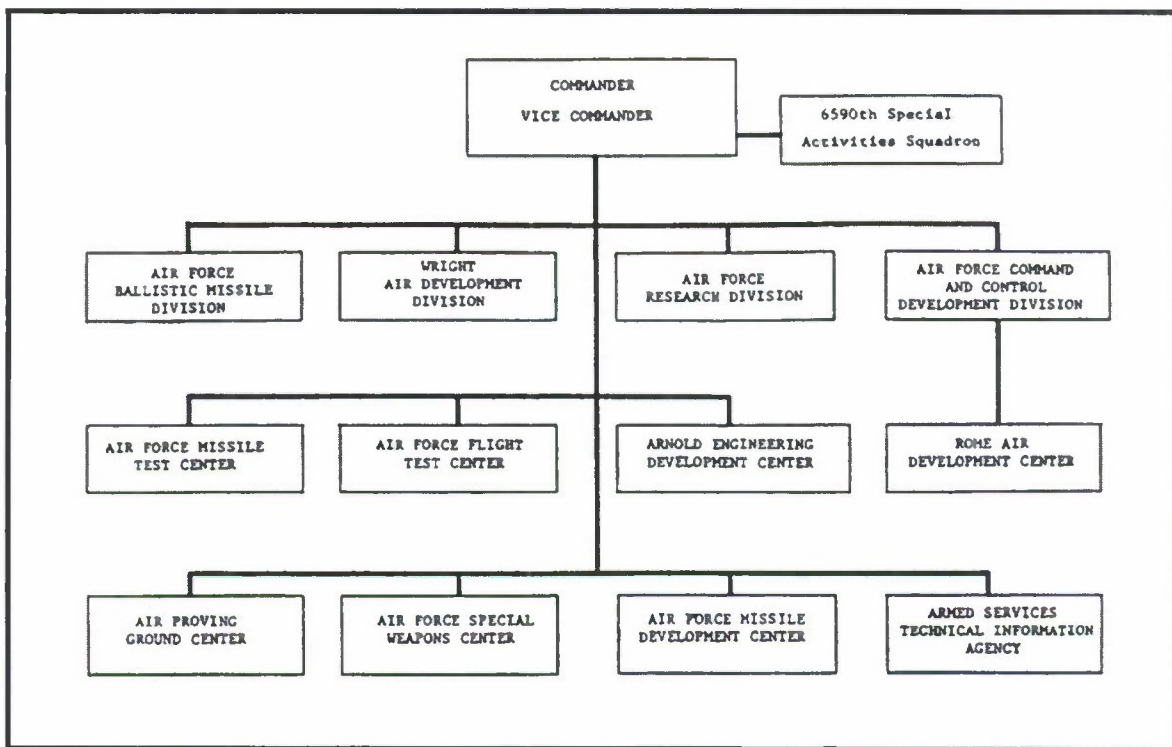 COMMANDER
VICE COMMANDER
6590th Special
Activities Squadron
AIR FORCE
BALLISTIC MISSILE
DIVISION
WRIGHT
AIR DEVELOPMENT
DIVISION
AIR FORCE
RESEARCH DIVISION
AIR FORCE COMMAND
AND CONTROL
DEVELOPMENT DIVISION
AIR FORCE MISSILE
TEST CENTER
AIR FORCE FLIGHT
TEST CENTER
ARNOLD ENGINEERING
DEVELOPMENT CENTER
ROME AIR
DEVELOPMENT CENTER
AIR PROVING
GROUND CENTER
AIR FORCE SPECIAL
WEAPONS CENTER
AIR FORCE MISSILE
DEVELOPMENT CENTER
ARMED SERVICES
TECHNICAL INFORMATION
AGENCY